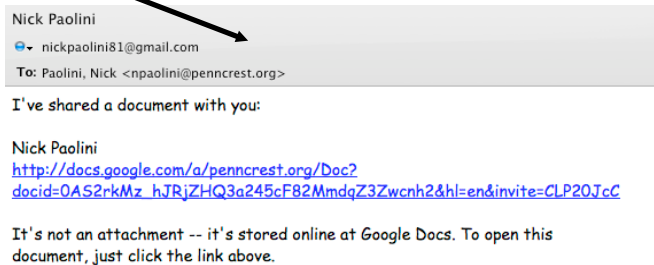 Nick Paolini
nickpaolini81@gmail.com
To: Paolini, Nick <npaolini@penncrest.org>
I've shared a document with you:
Nick Paolini
http://docs.google.com/a/penncrest.org/Doc?
docid=0AS2rkMz_hJRjZHQ3a245cF82MmdqZ3Zwcnh2&hl=en&invite=CLP2OJcC
It's not an attachment -- it's stored online at Google Docs. To open this
document, just click the link above.